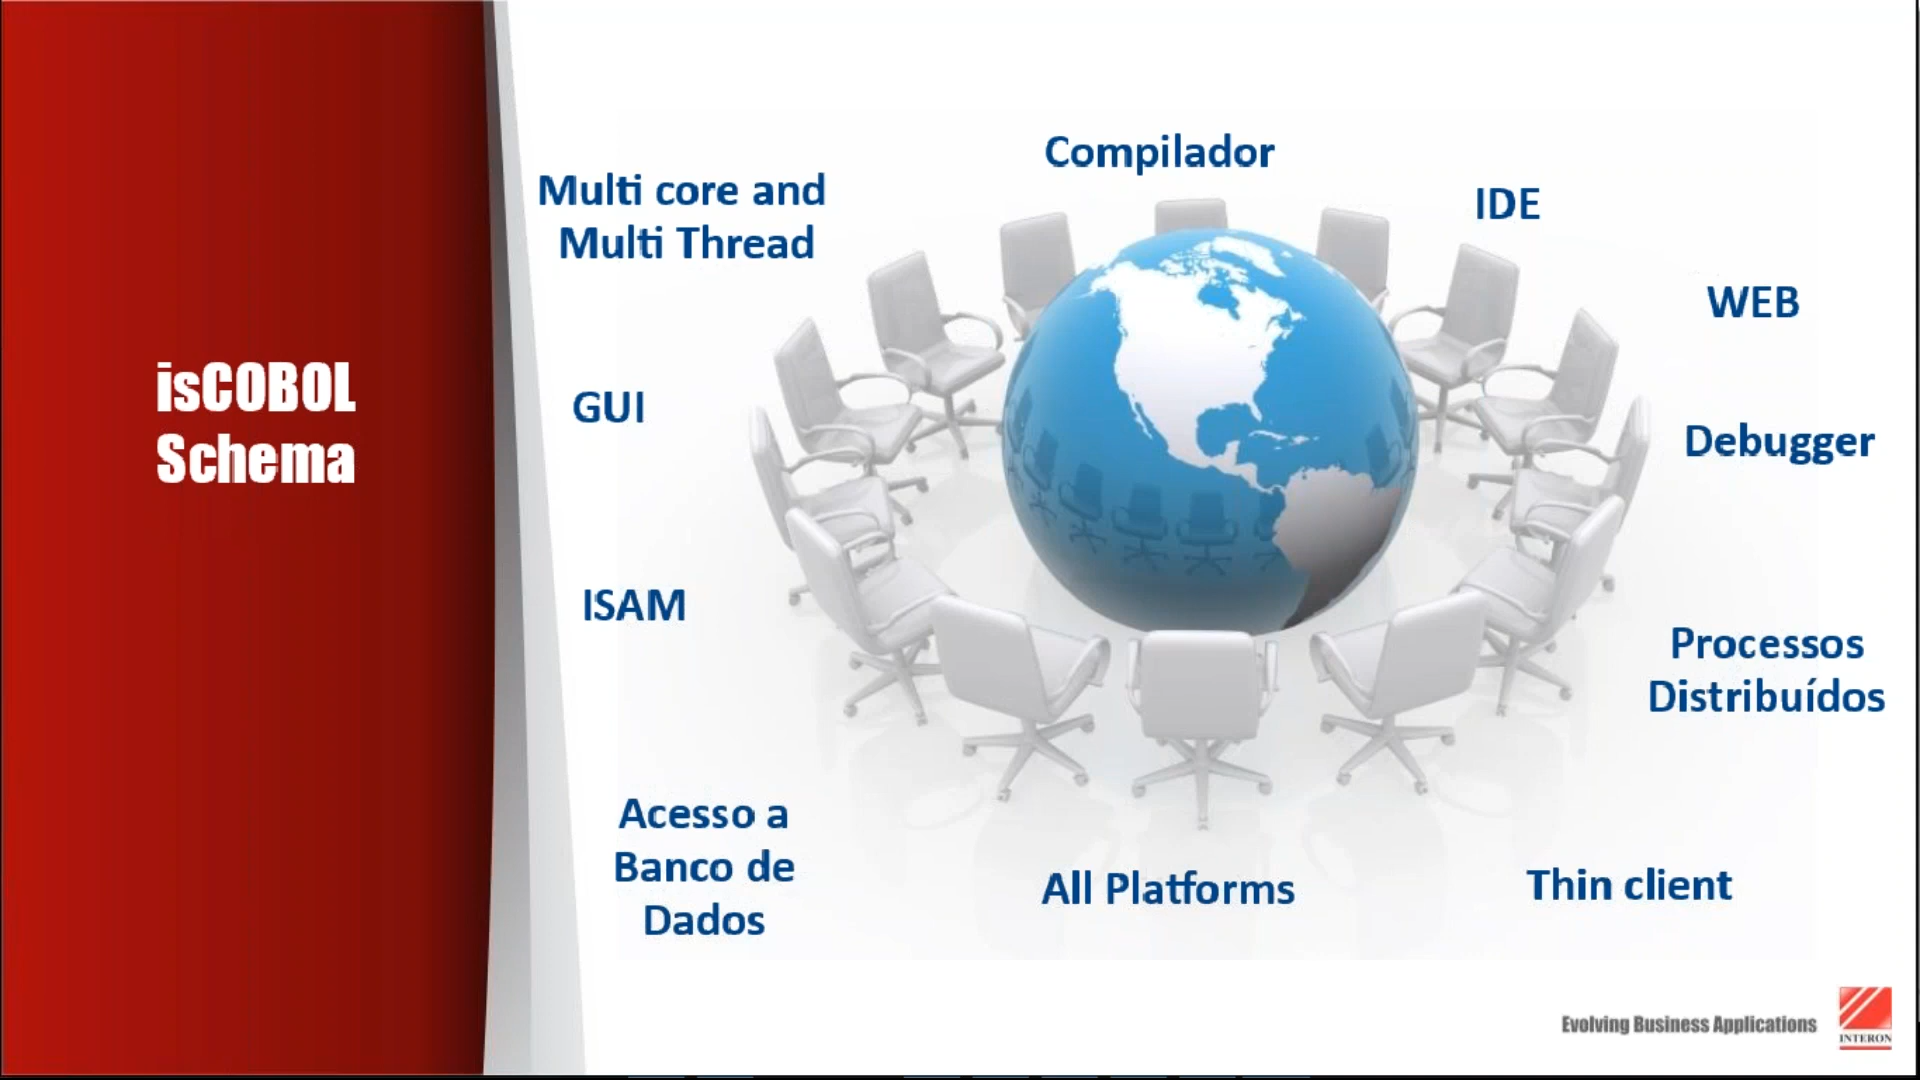 isCOBOL
Schema
Compilador
Multi core and
Multi Thread
IDE
WEB
GUI
Debugger
ISAM
Processos
Distribuídos
Acesso a
Banco de
Dados
All Platforms
Thin client
Evolving Business Applications
INTERON